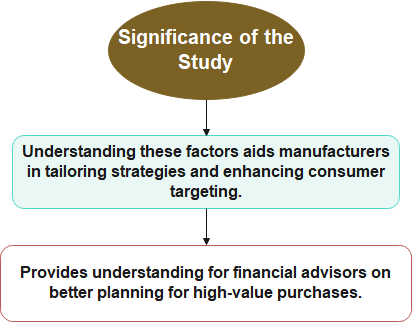 Significance of the
Study
Understanding these factors aids manufacturers
in tailoring strategies and enhancing consumer
targeting.
Provides understanding for financial advisors on
better planning for high-value purchases.